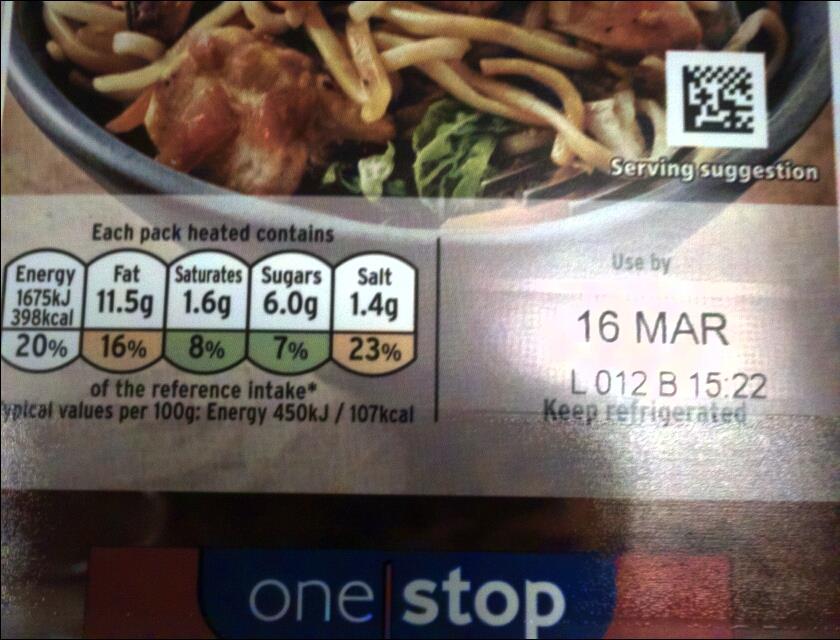 Serving suggestion
Each pack heated contains
Energy
1675kJ
398kcal
20%
Fat
11.5g
16%
Saturates
1.6g
8%
Sugars
6.0g
7%
Salt
1.4g
23%
of the reference intake*
ypical values per 100g: Energy 450kJ / 107kcal
Use by
16 MAR
L 012 B 15:22
Keep refrigerated
one stop